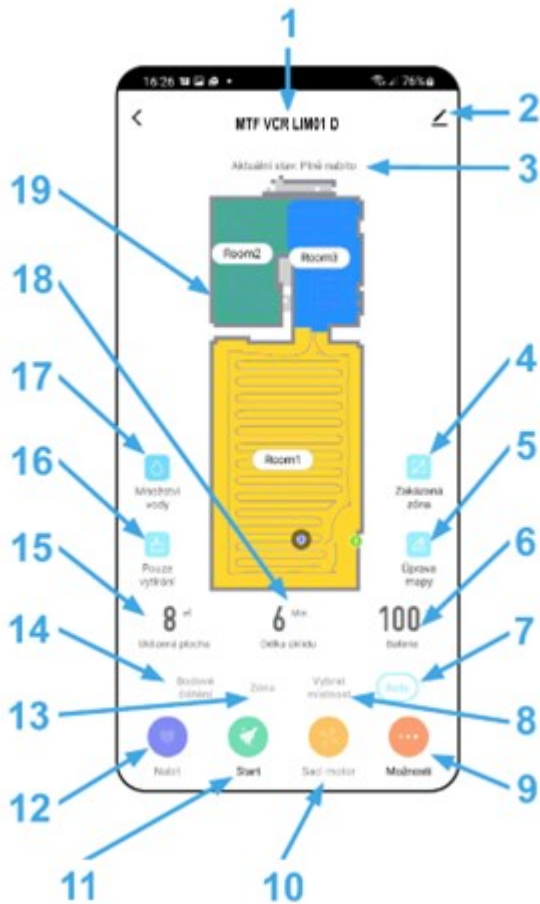 1
16:26 76%
MTF VCR LIM01 D
2
Aktuální stav: Plně nabito
3
19
Room2
Room3
18
17
4
Room1
Množství
vody
Zakázaná
zóna
16
5
Pouze
vytírání
Úprava
mapy
15
6
8 m²
6 Min
100
Uklizená plocha
Délka úklidu
Baterie
14
7
Bodové
čištění
Zóna
Vybrat
místnost
Auto
13
8
Nabít
Start
Sací motor
Možnosti
12
9
11
10